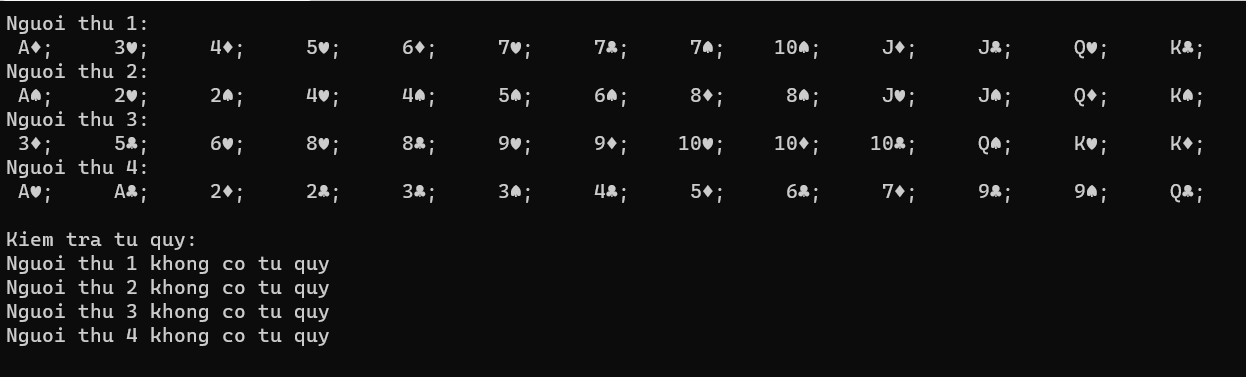 Nguoi thu 1:
A♦; 3♥; 4♦; 5♥; 6♦; 7♥; 7♣; 7♠; 10♠; J♦; J♣; Q♥; K♣;
Nguoi thu 2:
A♠; 2♥; 2♠; 4♥; 4♠; 5♠; 6♠; 8♦; 8♠; J♥; J♠; Q♦; K♠;
Nguoi thu 3:
3♦; 5♣; 6♥; 8♥; 8♣; 9♥; 9♦; 10♥; 10♦; 10♣; Q♠; K♥; K♦;
Nguoi thu 4:
A♥; A♣; 2♦; 2♣; 3♣; 3♠; 4♣; 5♦; 6♣; 7♦; 9♣; 9♠; Q♣;
Kiem tra tu quy:
Nguoi thu 1 khong co tu quy
Nguoi thu 2 khong co tu quy
Nguoi thu 3 khong co tu quy
Nguoi thu 4 khong co tu quy